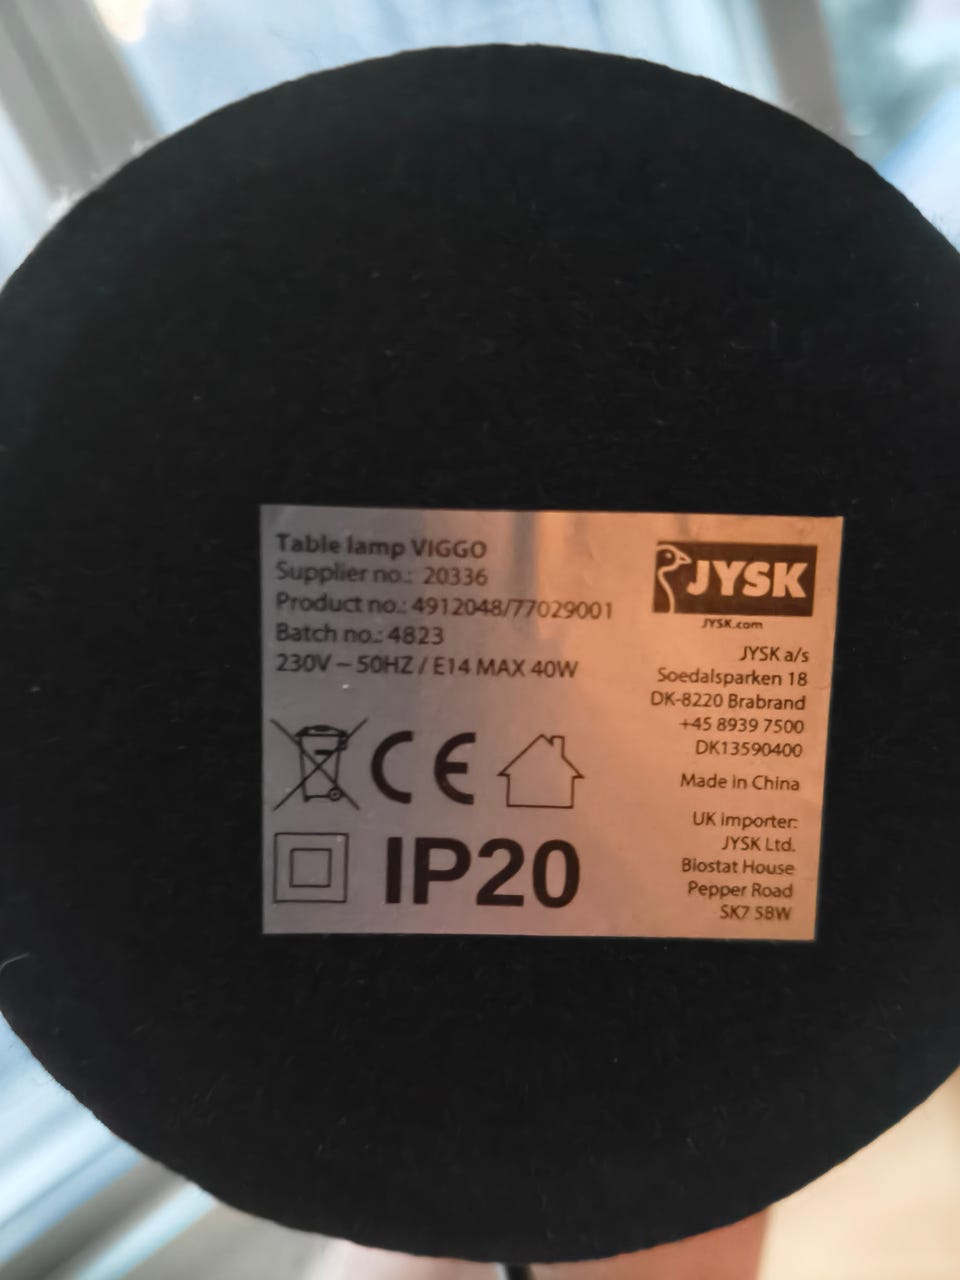 Table lamp VIGGO
Supplier no.: 20336
Product no.: 4912048/77029001
Batch no.: 4823
230V ~ 50HZ / E14 MAX 40W
CE
IP20
JYSK
JYSK.com
JYSK a/s
Soedalsparken 18
DK-8220 Brabrand
+45 8939 7500
DK13590400
Made in China
UK importer:
JYSK Ltd.
Biostat House
Pepper Road
SK7 5BW